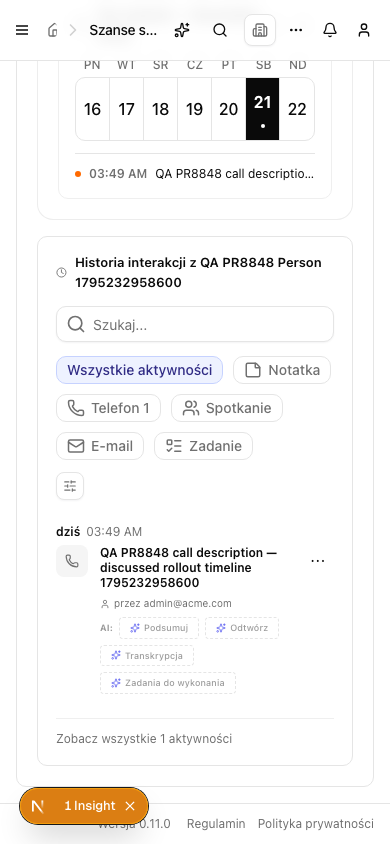 Szanse s...
PN WT ŚR CZ PT SB ND
16 17 18 19 20 21 22
03:49 AM QA PR8848 call descriptio...
Historia interakcji z QA PR8848 Person
1795232958600
Szukaj...
Wszystkie aktywności Notatka
Telefon 1 Spotkanie
E-mail Zadanie
dziś 03:49 AM
QA PR8848 call description —
discussed rollout timeline
1795232958600
przez admin@acme.com
AI: Podsumuj Odtwórz
Transkrypcja
Zadania do wykonania
Zobacz wszystkie 1 aktywności
N 1 Insight
Wersja 0.11.0 Regulamin Polityka prywatności